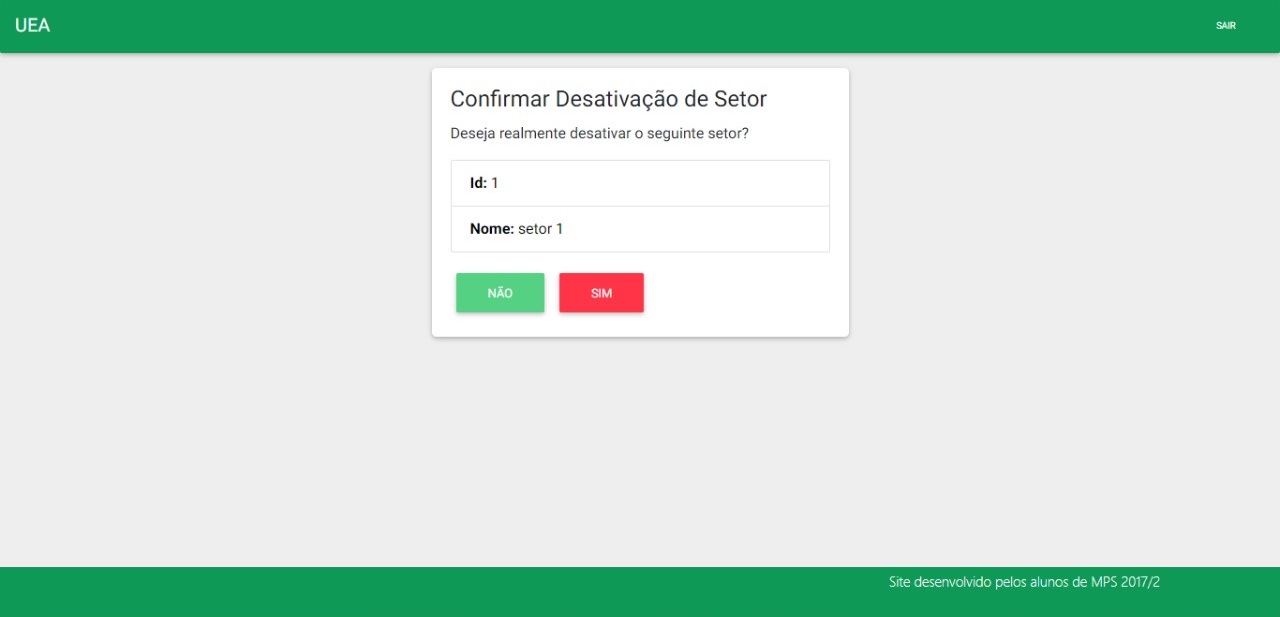 UEA
SAIR
Confirmar Desativação de Setor
Deseja realmente desativar o seguinte setor?
Id: 1
Nome: setor 1
NÃO SIM
Site desenvolvido pelos alunos de MPS 2017/2